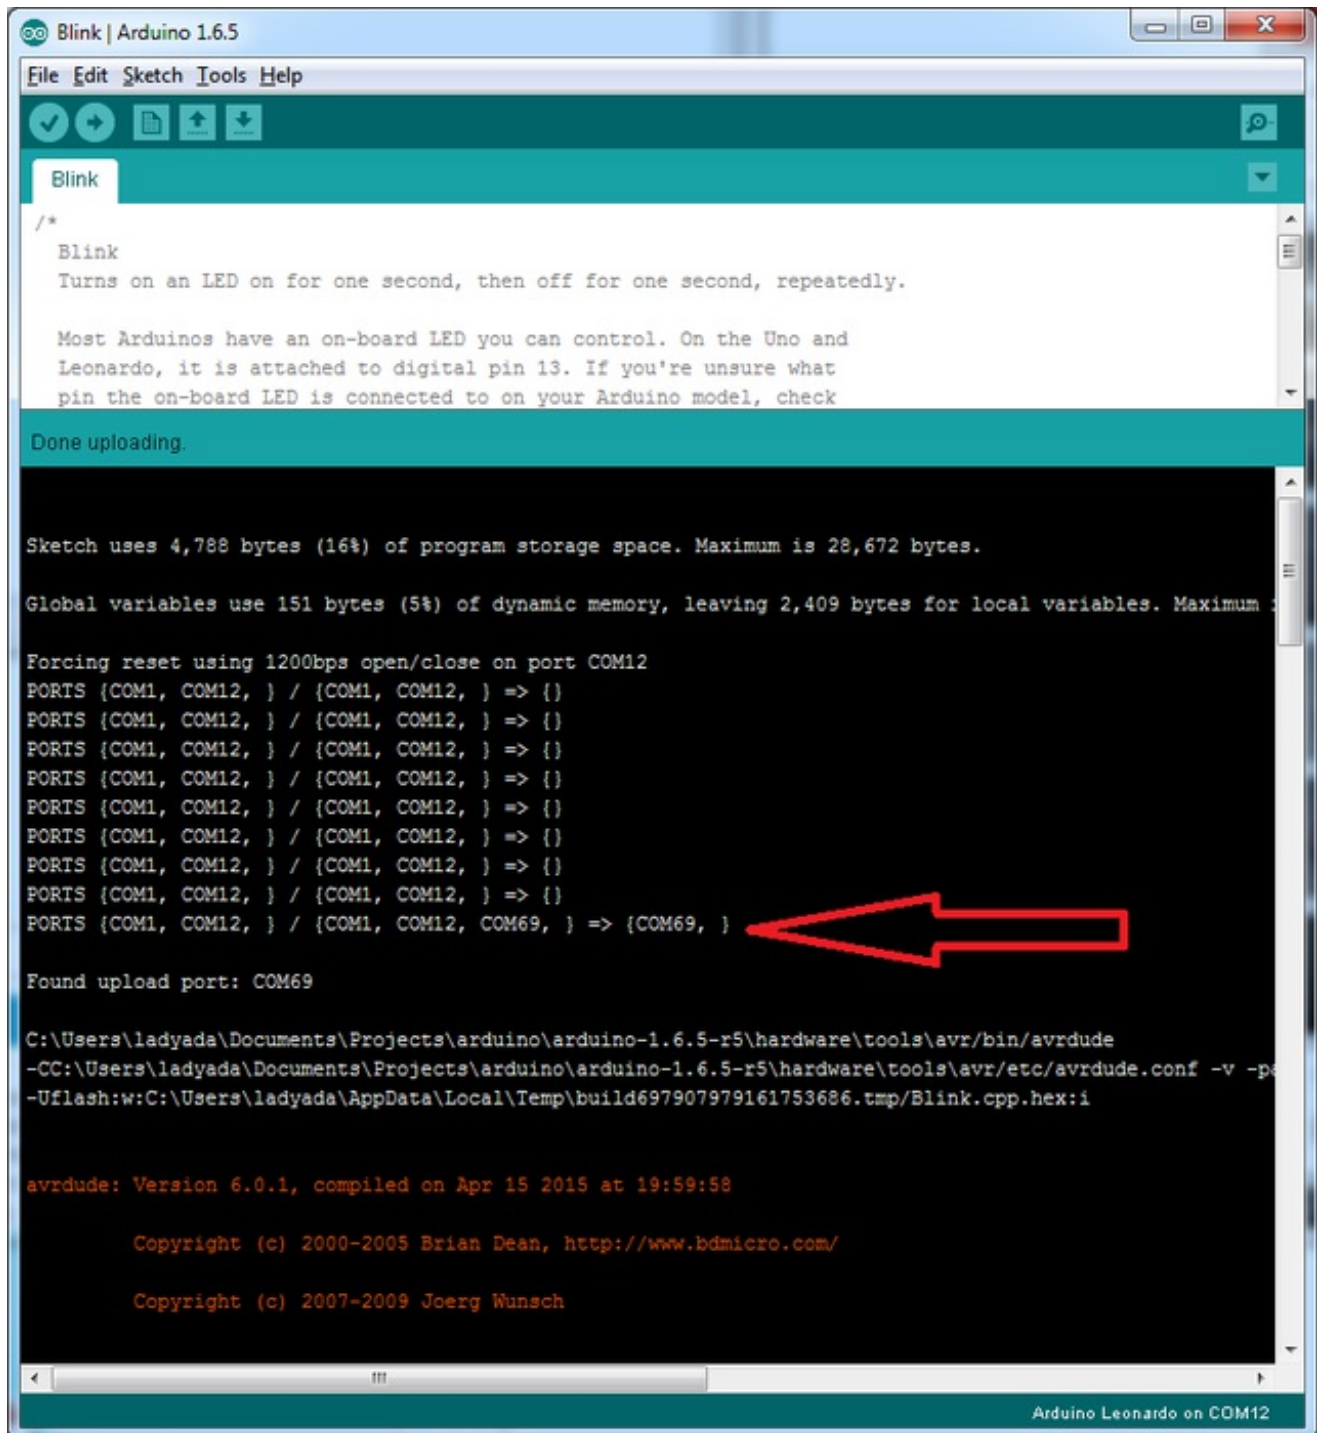 Blink | Arduino 1.6.5
File Edit Sketch Tools Help
Blink
/*
Blink
Turns on an LED on for one second, then off for one second, repeatedly.
Most Arduinos have an on-board LED you can control. On the Uno and
Leonardo, it is attached to digital pin 13. If you're unsure what
pin the on-board LED is connected to on your Arduino model, check
Done uploading.
Sketch uses 4,788 bytes (16%) of program storage space. Maximum is 28,672 bytes.
Global variables use 151 bytes (5%) of dynamic memory, leaving 2,409 bytes for local variables. Maximum
Forcing reset using 1200bps open/close on port COM12
PORTS {COM1, COM12, } / {COM1, COM12, } => {}
PORTS {COM1, COM12, } / {COM1, COM12, } => {}
PORTS {COM1, COM12, } / {COM1, COM12, } => {}
PORTS {COM1, COM12, } / {COM1, COM12, } => {}
PORTS {COM1, COM12, } / {COM1, COM12, } => {}
PORTS {COM1, COM12, } / {COM1, COM12, } => {}
PORTS {COM1, COM12, } / {COM1, COM12, } => {}
PORTS {COM1, COM12, } / {COM1, COM12, } => {}
PORTS {COM1, COM12, } / {COM1, COM12, COM69, } => {COM69, }
Found upload port: COM69
C:\Users\ladyada\Documents\Projects\arduino\arduino-1.6.5-r5\hardware\tools\avr/bin/avrdude
-CC:\Users\ladyada\Documents\Projects\arduino\arduino-1.6.5-r5\hardware\tools\avr/etc/avrdude.conf -v
-Uflash:w:C:\Users\ladyada\AppData\Local\Temp\build697907979161753686.tmp/Blink.cpp.hex:i
avrdude: Version 6.0.1, compiled on Apr 15 2015 at 19:59:58
Copyright (c) 2000-2005 Brian Dean, http://www.bdmicro.com/
Copyright (c) 2007-2009 Joerg Wunsch
Arduino Leonardo on COM12